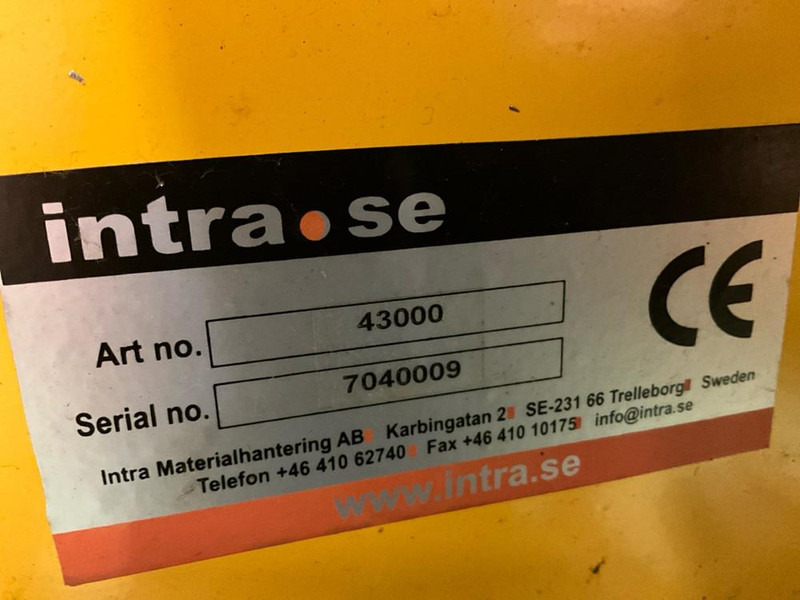 intra.se
CE
Art no. 43000
Serial no. 7040009
Intra Materialhantering AB Karbingatan 2 SE-231 66 Trelleborg Sweden
Telefon +46 410 62740 Fax +46 410 10175 info@intra.se
www.intra.se